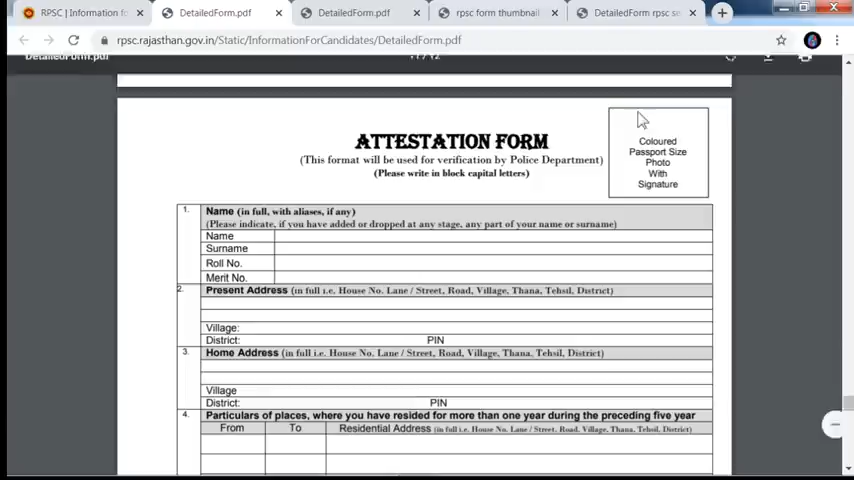 RPSC | Information f
DetailedForm.pdf
DetailedForm.pdf
rpsc form thumbnail
DetailedForm rpsc se
rpsc.rajasthan.gov.in/Static/InformationForCandidates/DetailedForm.pdf
DetailedForm.pdf
ATTESTATION FORM
(This format will be used for verification by Police Department)
(Please write in block capital letters)
Coloured
Passport Size
Photo
With
Signature
1. Name (in full, with aliases, if any)
(Please indicate, if you have added or dropped at any stage, any part of your name or surname)
Name
Surname
Roll No.
Merit No.
2. Present Address (in full i.e. House No. Lane / Street, Road, Village, Thana, Tehsil, District)
Village:
District: PIN
3. Home Address (in full i.e. House No. Lane / Street, Road, Village, Thana, Tehsil, District)
Village
District: PIN
4. Particulars of places, where you have resided for more than one year during the preceding five year
From To Residential Address (in full i.e. House No. Lane / Street, Road, Village, Thana, Tehsil, District)